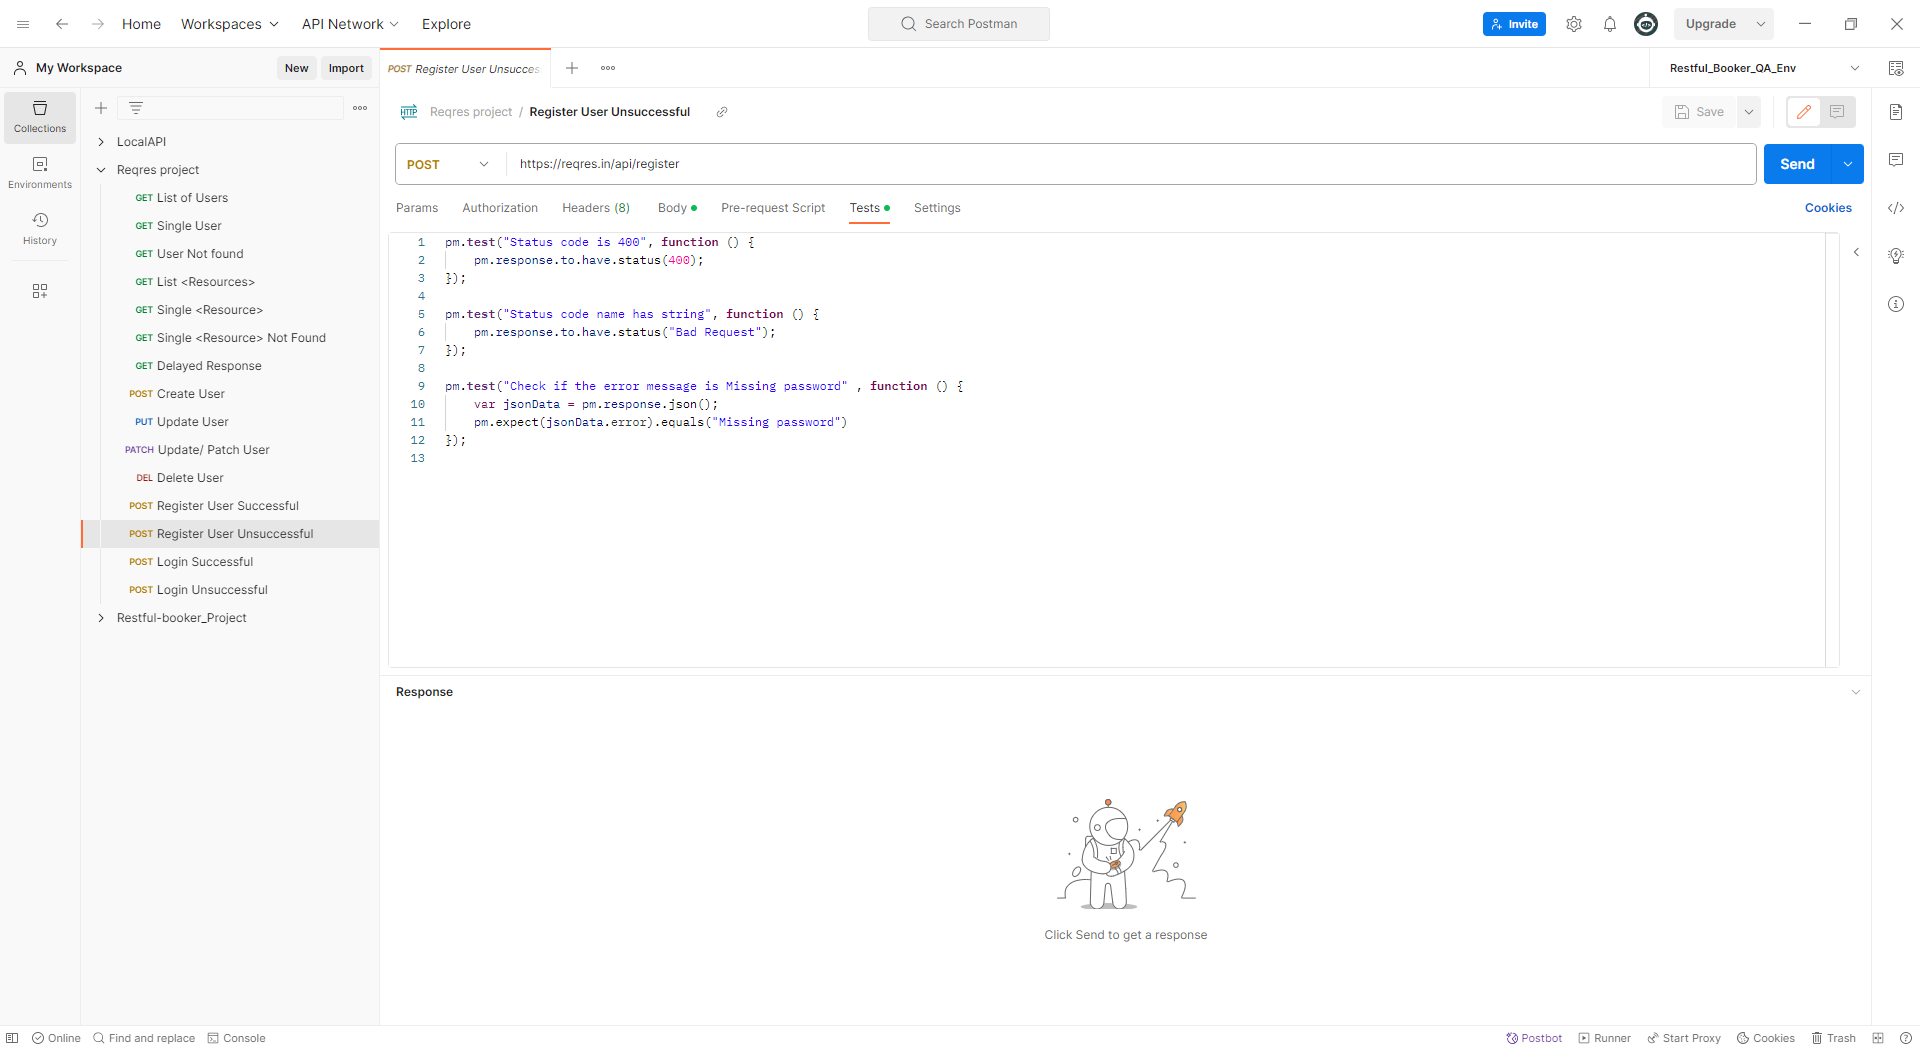 Home
Workspaces
API Network
Explore
Search Postman
Invite
Upgrade
My Workspace
New
Import
POST Register User Unsucces
Restful_Booker_QA_Env
Collections
Environments
History
LocalAPI
Reqres project
GET List of Users
GET Single User
GET User Not found
GET List <Resources>
GET Single <Resource>
GET Single <Resource> Not Found
GET Delayed Response
POST Create User
PUT Update User
PATCH Update/ Patch User
DEL Delete User
POST Register User Successful
POST Register User Unsuccessful
POST Login Successful
POST Login Unsuccessful
Restful-booker_Project
HTTP Reqres project / Register User Unsuccessful
Save
POST https://reqres.in/api/register
Send
Params Authorization Headers (8) Body Pre-request Script Tests Settings
Cookies
1 pm.test("Status code is 400", function () {
2 pm.response.to.have.status(400);
3 });
4
5 pm.test("Status code name has string", function () {
6 pm.response.to.have.status("Bad Request");
7 });
8
9 pm.test("Check if the error message is Missing password" , function () {
10 var jsonData = pm.response.json();
11 pm.expect(jsonData.error).equals("Missing password")
12 });
13
Response
Click Send to get a response
Online
Find and replace
Console
Postbot
Runner
Start Proxy
Cookies
Trash